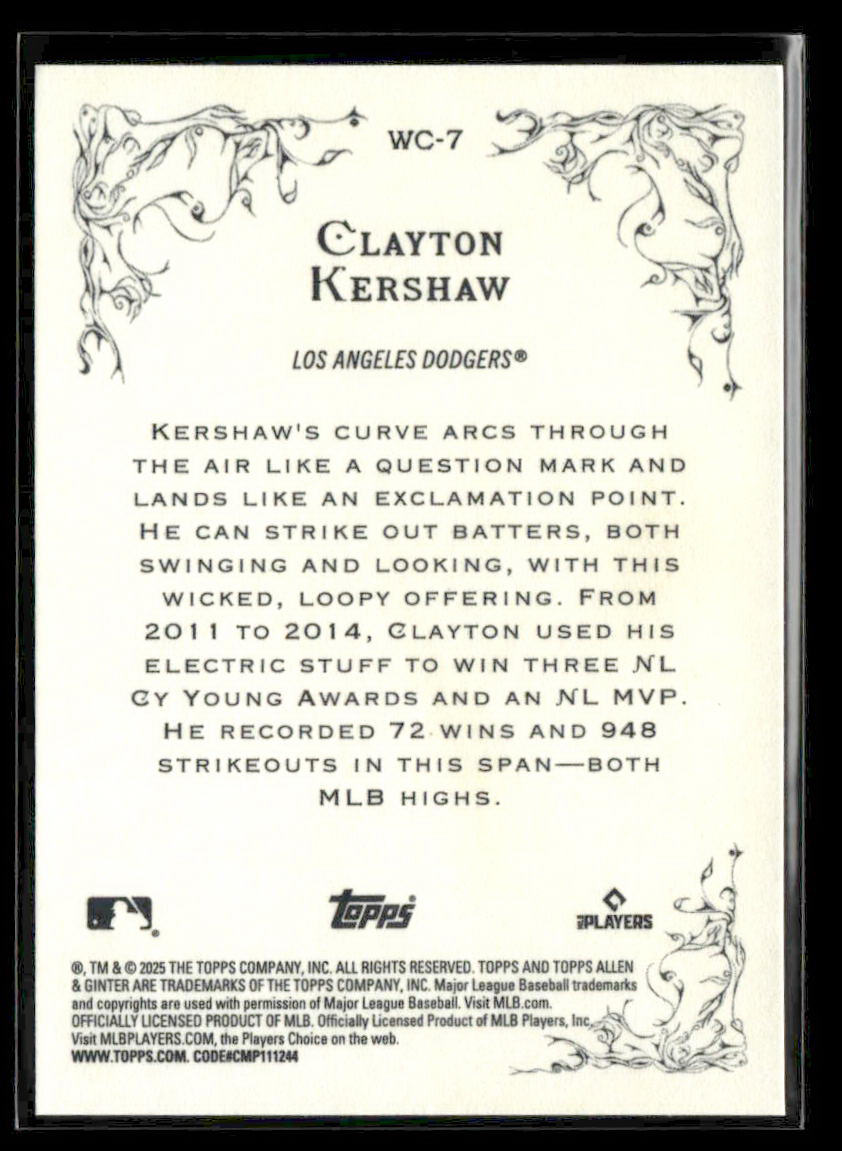 WC-7
CLAYTON
KERSHAW
LOS ANGELES DODGERS®
KERSHAW'S CURVE ARCS THROUGH
THE AIR LIKE A QUESTION MARK AND
LANDS LIKE AN EXCLAMATION POINT.
HE CAN STRIKE OUT BATTERS, BOTH
SWINGING AND LOOKING, WITH THIS
WICKED, LOOPY OFFERING. FROM
2011 TO 2014, CLAYTON USED HIS
ELECTRIC STUFF TO WIN THREE NL
CY YOUNG AWARDS AND AN NL MVP.
HE RECORDED 72 WINS AND 948
STRIKEOUTS IN THIS SPAN—BOTH
MLB HIGHS.
topps®
MLB PLAYERS
®, TM & © 2025 THE TOPPS COMPANY, INC. ALL RIGHTS RESERVED. TOPPS AND TOPPS ALLEN
& GINTER ARE TRADEMARKS OF THE TOPPS COMPANY, INC. Major League Baseball trademarks
and copyrights are used with permission of Major League Baseball. Visit MLB.com.
OFFICIALLY LICENSED PRODUCT OF MLB. Officially Licensed Product of MLB Players, Inc.
Visit MLBPLAYERS.COM, the Players Choice on the web.
WWW.TOPPS.COM. CODE#CMP111244